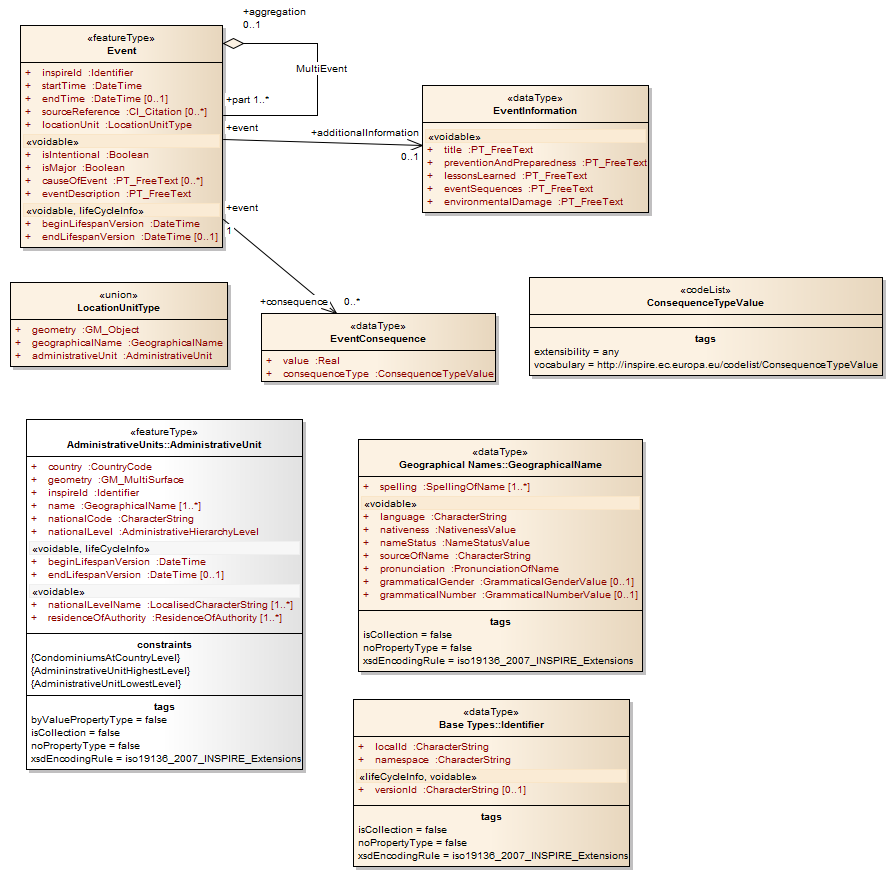 +aggregation
0..1
MultiEvent
+part 1..*
«featureType»
Event
+ inspireId :Identifier
+ startTime :DateTime
+ endTime :DateTime [0..1]
+ sourceReference :CI_Citation [0..*]
+ locationUnit :LocationUnitType
«voidable»
+ isIntentional :Boolean
+ isMajor :Boolean
+ causeOfEvent :PT_FreeText [0..*]
+ eventDescription :PT_FreeText
«voidable, lifeCycleInfo»
+ beginLifespanVersion :DateTime
+ endLifespanVersion :DateTime [0..1]
+event
+additionalInformation
0..1
«dataType»
EventInformation
«voidable»
+ title :PT_FreeText
+ preventionAndPreparedness :PT_FreeText
+ lessonsLearned :PT_FreeText
+ eventSequences :PT_FreeText
+ environmentalDamage :PT_FreeText
+event
1
+consequence 0..*
«union»
LocationUnitType
+ geometry :GM_Object
+ geographicalName :GeographicalName
+ administrativeUnit :AdministrativeUnit
«dataType»
EventConsequence
+ value :Real
+ consequenceType :ConsequenceTypeValue
«codeList»
ConsequenceTypeValue
tags
extensibility = any
vocabulary = http://inspire.ec.europa.eu/codelist/ConsequenceTypeValue
«featureType»
AdministrativeUnits::AdministrativeUnit
+ country :CountryCode
+ geometry :GM_MultiSurface
+ inspireId :Identifier
+ name :GeographicalName [1..*]
+ nationalCode :CharacterString
+ nationalLevel :AdministrativeHierarchyLevel
«voidable, lifeCycleInfo»
+ beginLifespanVersion :DateTime
+ endLifespanVersion :DateTime [0..1]
«voidable»
+ nationalLevelName :LocalisedCharacterString [1..*]
+ residenceOfAuthority :ResidenceOfAuthority [1..*]
constraints
{CondominiumsAtCountryLevel}
{AdmininstrativeUnitHighestLevel}
{AdministrativeUnitLowestLevel}
tags
byValuePropertyType = false
isCollection = false
noPropertyType = false
xsdEncodingRule = iso19136_2007_INSPIRE_Extensions
«dataType»
Geographical Names::GeographicalName
+ spelling :SpellingOfName [1..*]
«voidable»
+ language :CharacterString
+ nativeness :NativenessValue
+ nameStatus :NameStatusValue
+ sourceOfName :CharacterString
+ pronunciation :PronunciationOfName
+ grammaticalGender :GrammaticalGenderValue [0..1]
+ grammaticalNumber :GrammaticalNumberValue [0..1]
tags
isCollection = false
noPropertyType = false
xsdEncodingRule = iso19136_2007_INSPIRE_Extensions
«dataType»
Base Types::Identifier
+ localId :CharacterString
+ namespace :CharacterString
«lifeCycleInfo, voidable»
+ versionId :CharacterString [0..1]
tags
isCollection = false
noPropertyType = false
xsdEncodingRule = iso19136_2007_INSPIRE_Extensions